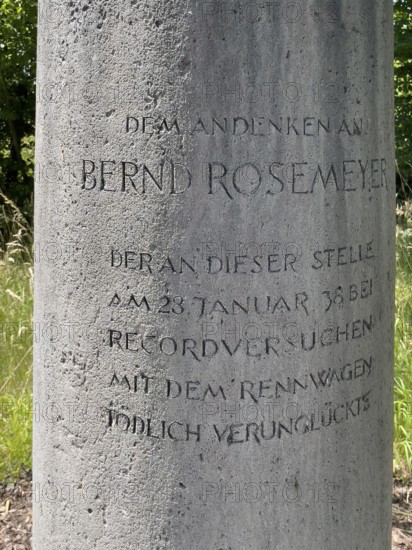 DEM ANDENKEN AN
BERND ROSEMEYER
DER AN DIESER STELLE
AM 28 JANUAR 38 BEI
RECORDVERSUCHEN
MIT DEM RENNWAGEN
TÖDLICH VERUNGLÜCKTE